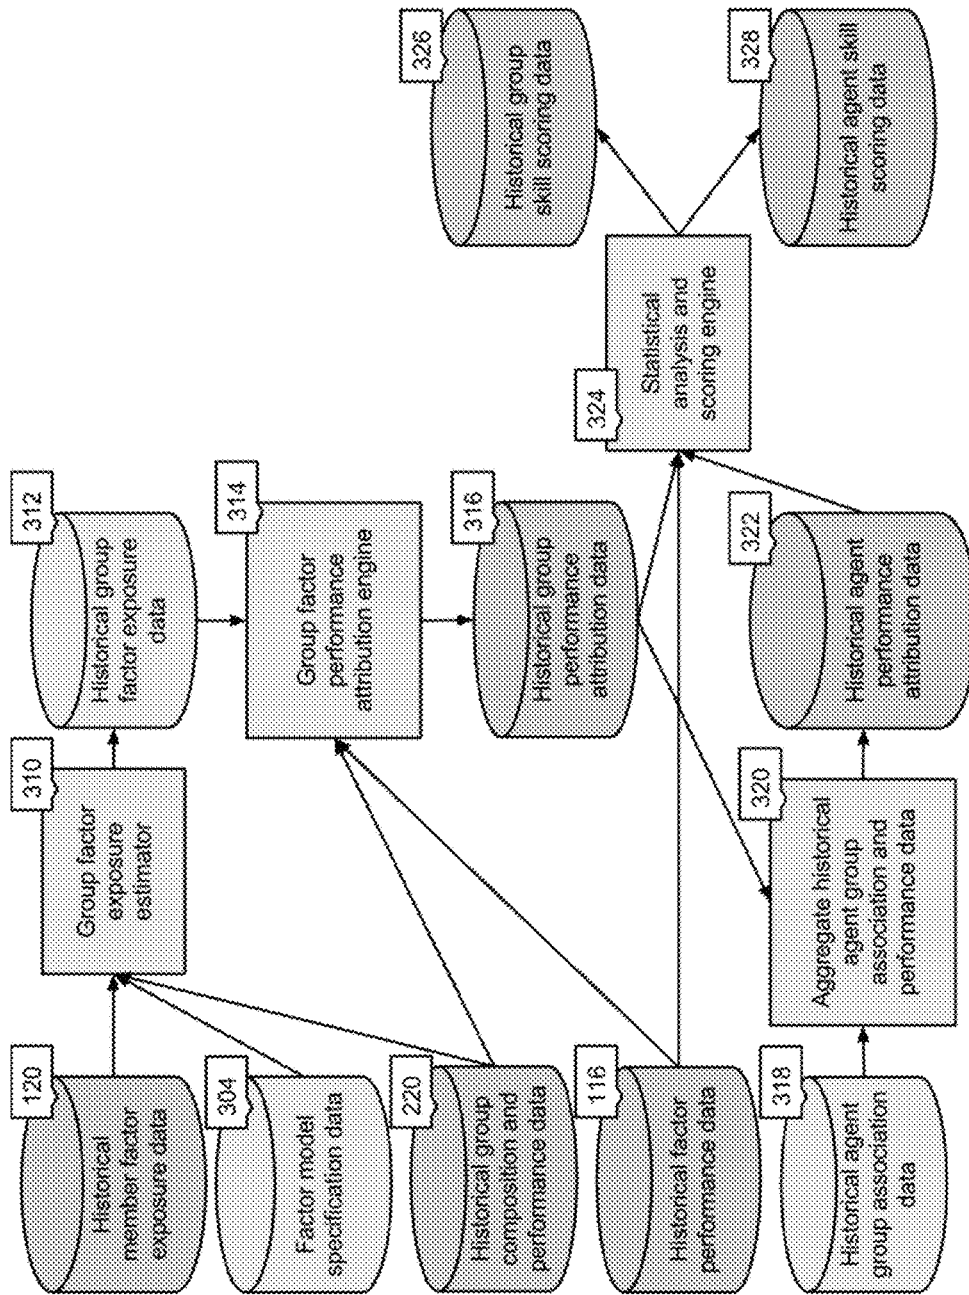 120
Historical
member factor
exposure data
304
Factor model
specification data
220
Historical group
composition and
performance data
116
Historical factor
performance data
318
Historical agent
group association
data
310
Group factor
exposure
estimator
320
Aggregate historical
agent group
association and
performance data
312
Historical group
factor exposure
data
314
Group factor
performance
attribution engine
316
Historical group
performance
attribution data
322
Historical agent
performance
attribution data
324
Statistical
analysis and
scoring engine
326
Historical group
skill scoring data
328
Historical agent skill
scoring data